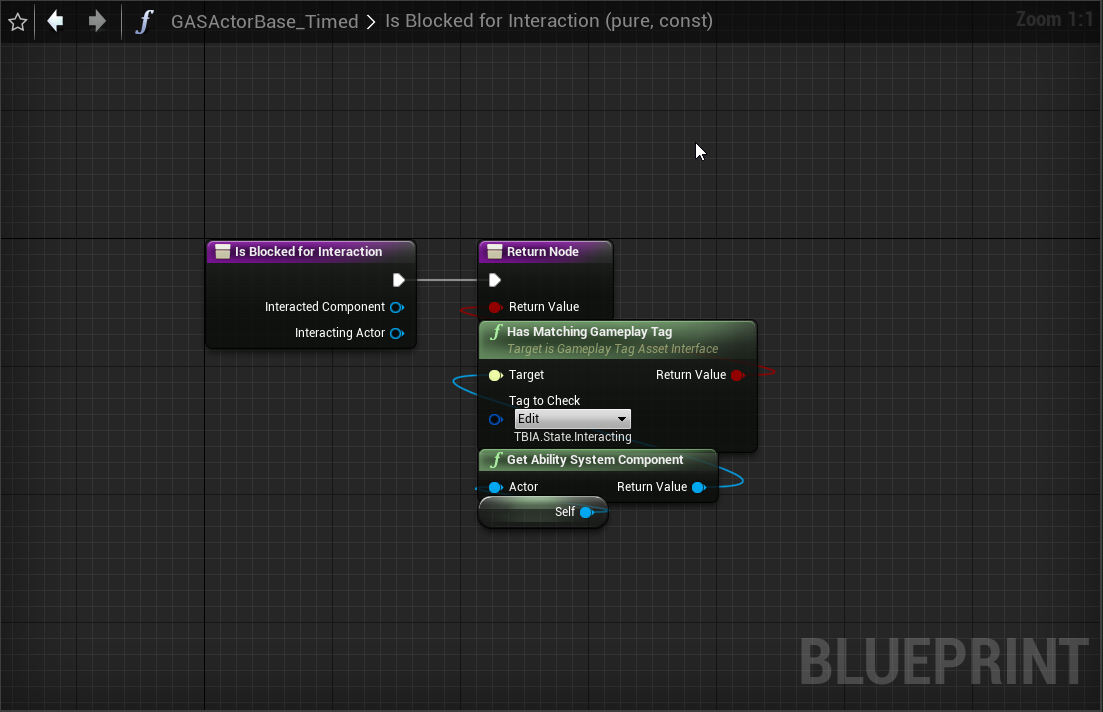 GASActorBase_Timed > Is Blocked for Interaction (pure, const)
Zoom 1:1
Is Blocked for Interaction
Interacted Component
Interacting Actor
Return Node
Return Value
f Has Matching Gameplay Tag
Target is Gameplay Tag Asset Interface
Target
Return Value
Tag to Check
Edit
TBIA.State.Interacting
f Get Ability System Component
Actor
Return Value
Self
BLUEPRINT